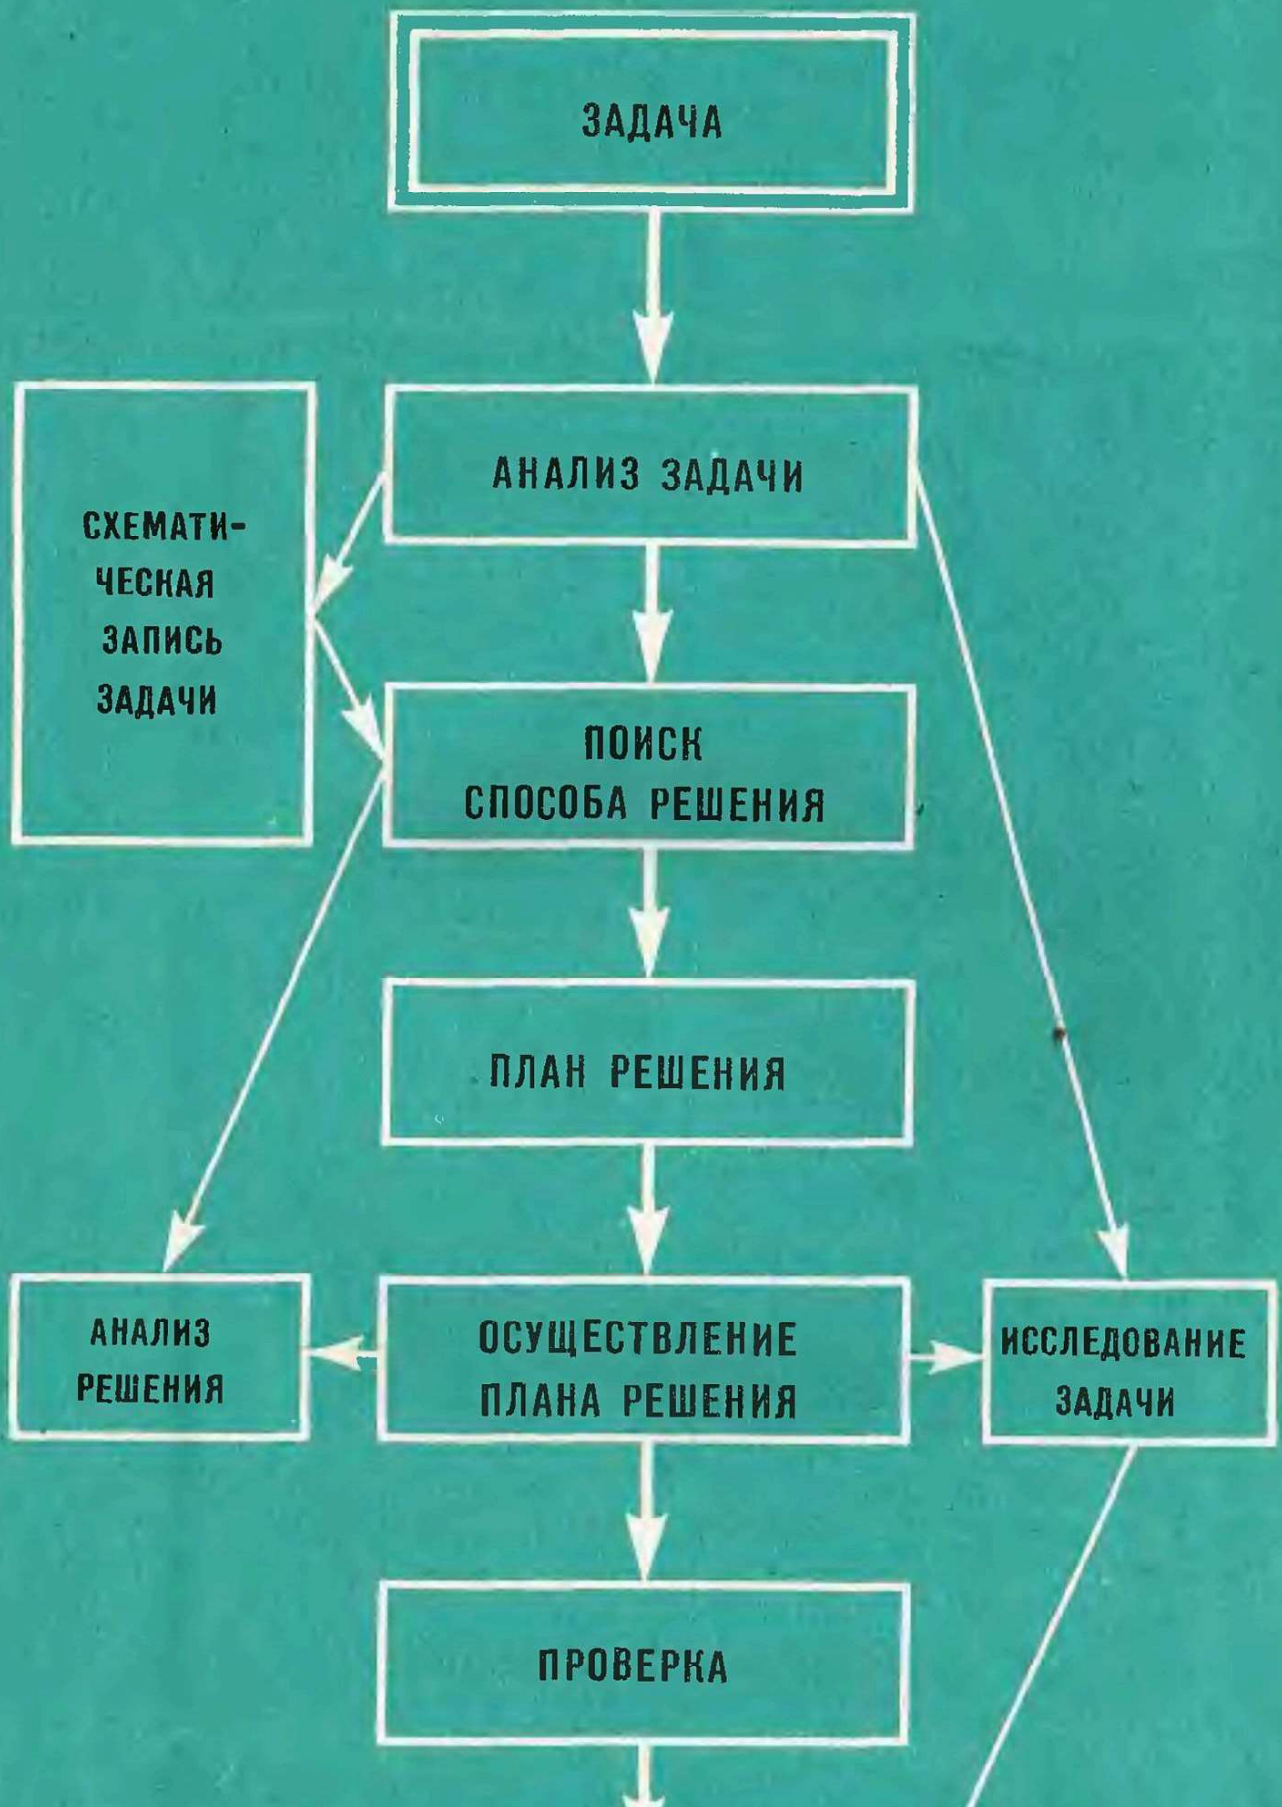 ЗАДАЧА
АНАЛИЗ ЗАДАЧИ
СХЕМАТИ-
ЧЕСКАЯ
ЗАПИСЬ
ЗАДАЧИ
ПОИСК
СПОСОБА РЕШЕНИЯ
ПЛАН РЕШЕНИЯ
АНАЛИЗ
РЕШЕНИЯ
ОСУЩЕСТВЛЕНИЕ
ПЛАНА РЕШЕНИЯ
ИССЛЕДОВАНИЕ
ЗАДАЧИ
ПРОВЕРКА